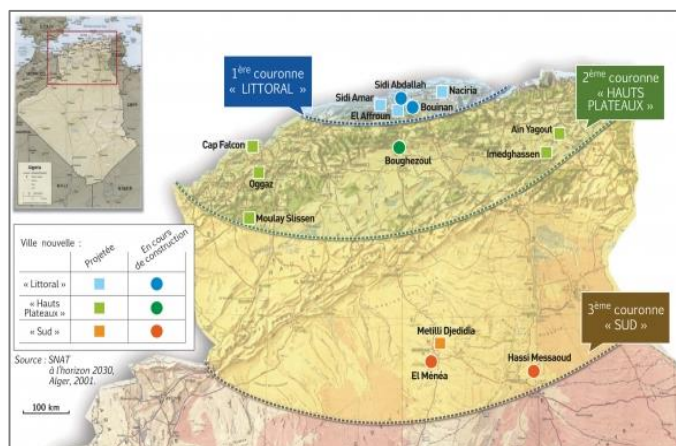 1ère couronne
« LITTORAL »
2ème couronne
« HAUTS
PLATEAUX »
Sidi Abdallah
Naciria
Sidi Amar
El Affroun
Bouinan
Cap Falcon
Aïn Yagout
Imedghassen
Boughezoul
Oggaz
Moulay Slissen
Ville nouvelle :
Projetée
En cours
de construction
« Littoral »
« Hauts
Plateaux »
« Sud »
3ème couronne
« SUD »
Metlili Djedidia
El Ménéa
Hassi Messaoud
Source : SNAT
à l'horizon 2030,
Alger, 2001.
100 km
Algeria